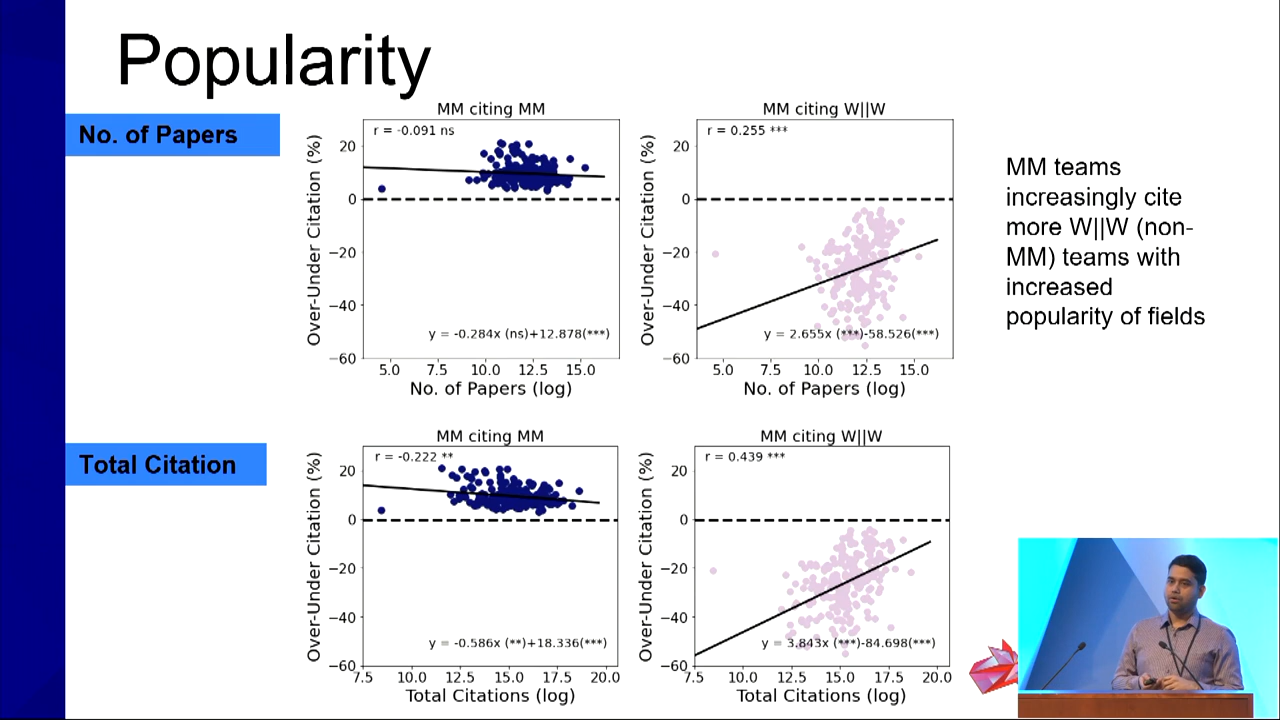 Popularity
No. of Papers
MM citing MM
r = -0.091 ns
Over-Under Citation (%)
20
0
−20
−40
−60
y = -0.284x (ns)+12.878(***)
5.0 7.5 10.0 12.5 15.0
No. of Papers (log)
MM citing W||W
r = 0.255 ***
Over-Under Citation (%)
20
0
−20
−40
−60
y = 2.655x (***)-58.526(***)
5.0 7.5 10.0 12.5 15.0
No. of Papers (log)
MM teams
increasingly cite
more W||W (non-
MM) teams with
increased
popularity of fields
Total Citation
MM citing MM
r = -0.222 **
Over-Under Citation (%)
20
0
−20
−40
−60
y = -0.586x (**)+18.336(***)
7.5 10.0 12.5 15.0 17.5 20.0
Total Citations (log)
MM citing W||W
r = 0.439 ***
Over-Under Citation (%)
20
0
−20
−40
−60
y = 3.843x (***)-84.698(***)
7.5 10.0 12.5 15.0 17.5 20.0
Total Citations (log)